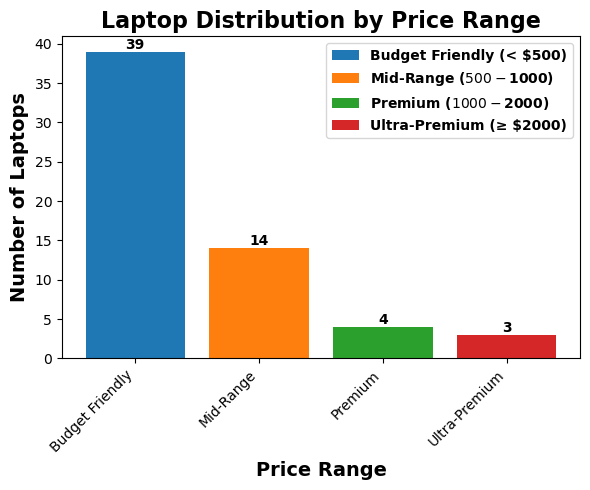 Laptop Distribution by Price Range
Number of Laptops
40
35
30
25
20
15
10
5
0
39
14
4
3
Budget Friendly (< $500)
Mid-Range (500 − 1000)
Premium (1000 − 2000)
Ultra-Premium (≥ $2000)
Budget Friendly
Mid-Range
Premium
Ultra-Premium
Price Range